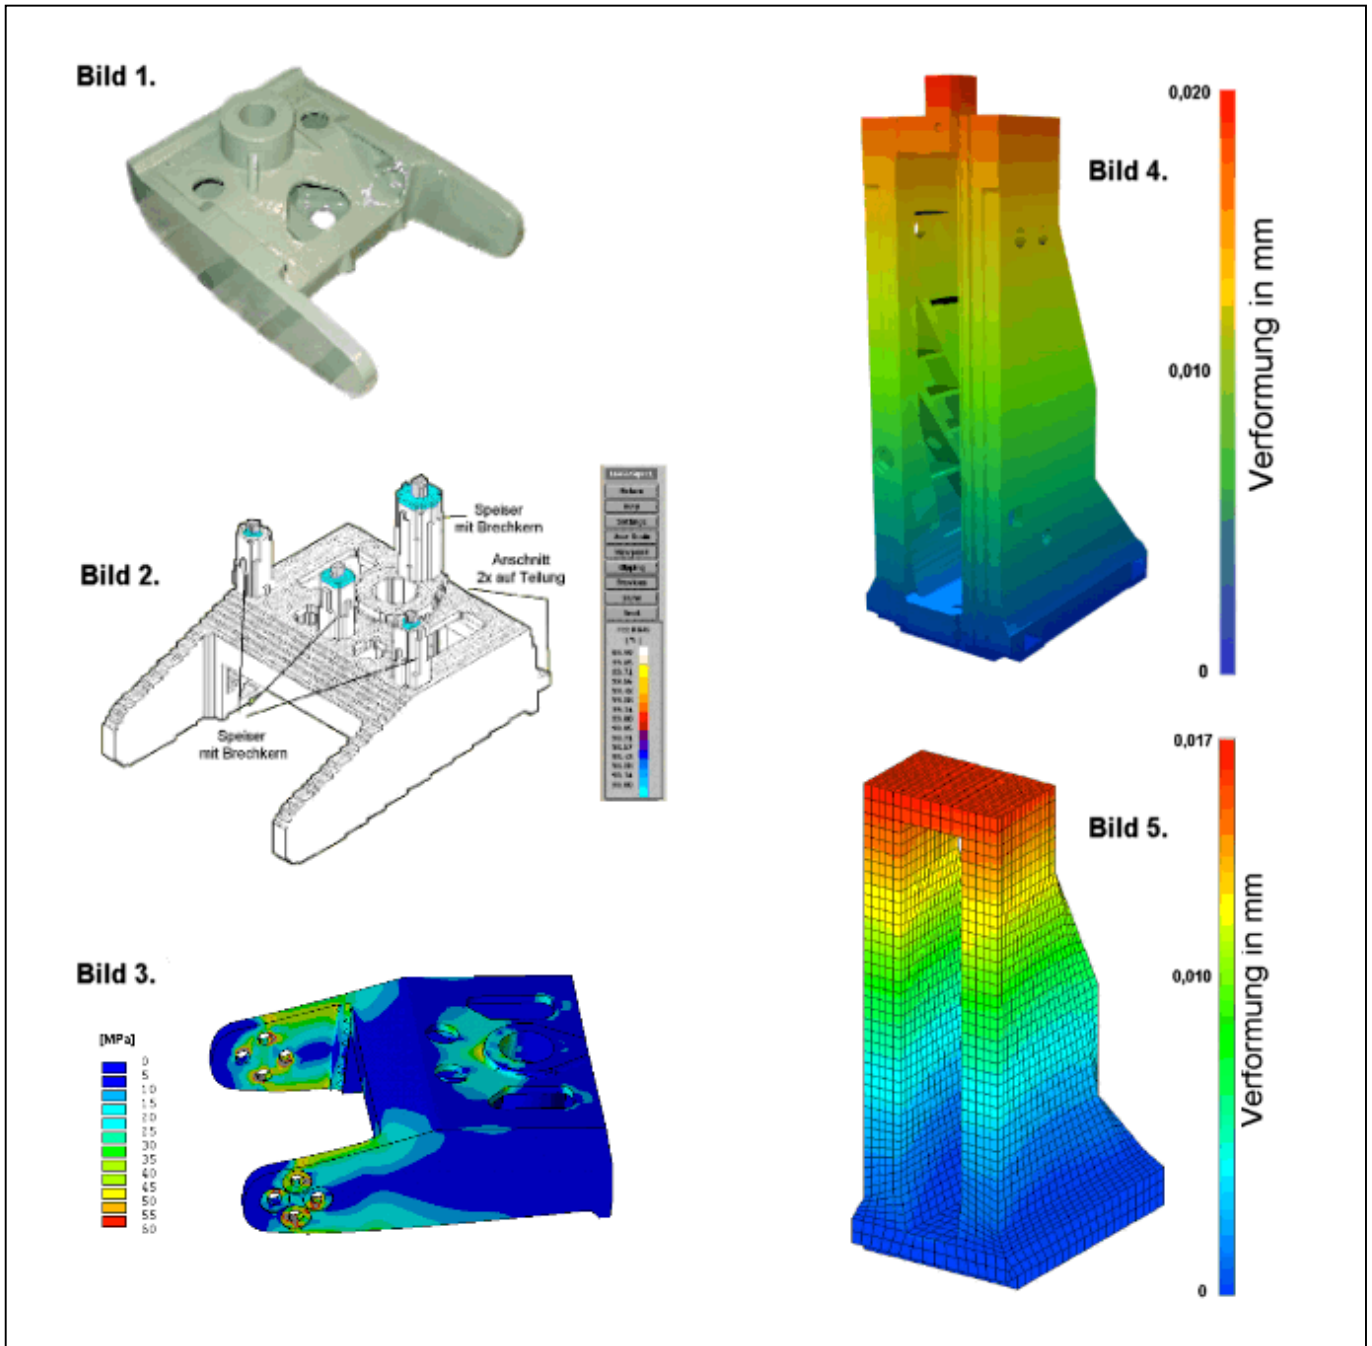 Bild 1.
Bild 2.
Speiser
mit Brechkern
Anschnitt
2x auf Teilung
Speiser
mit Brechkern
Bild 3.
[MPa]
0
5
10
15
20
25
30
35
40
45
50
55
60
Bild 4.
0,020
0,010
0
Verformung in mm
Bild 5.
0,017
0,010
0
Verformung in mm